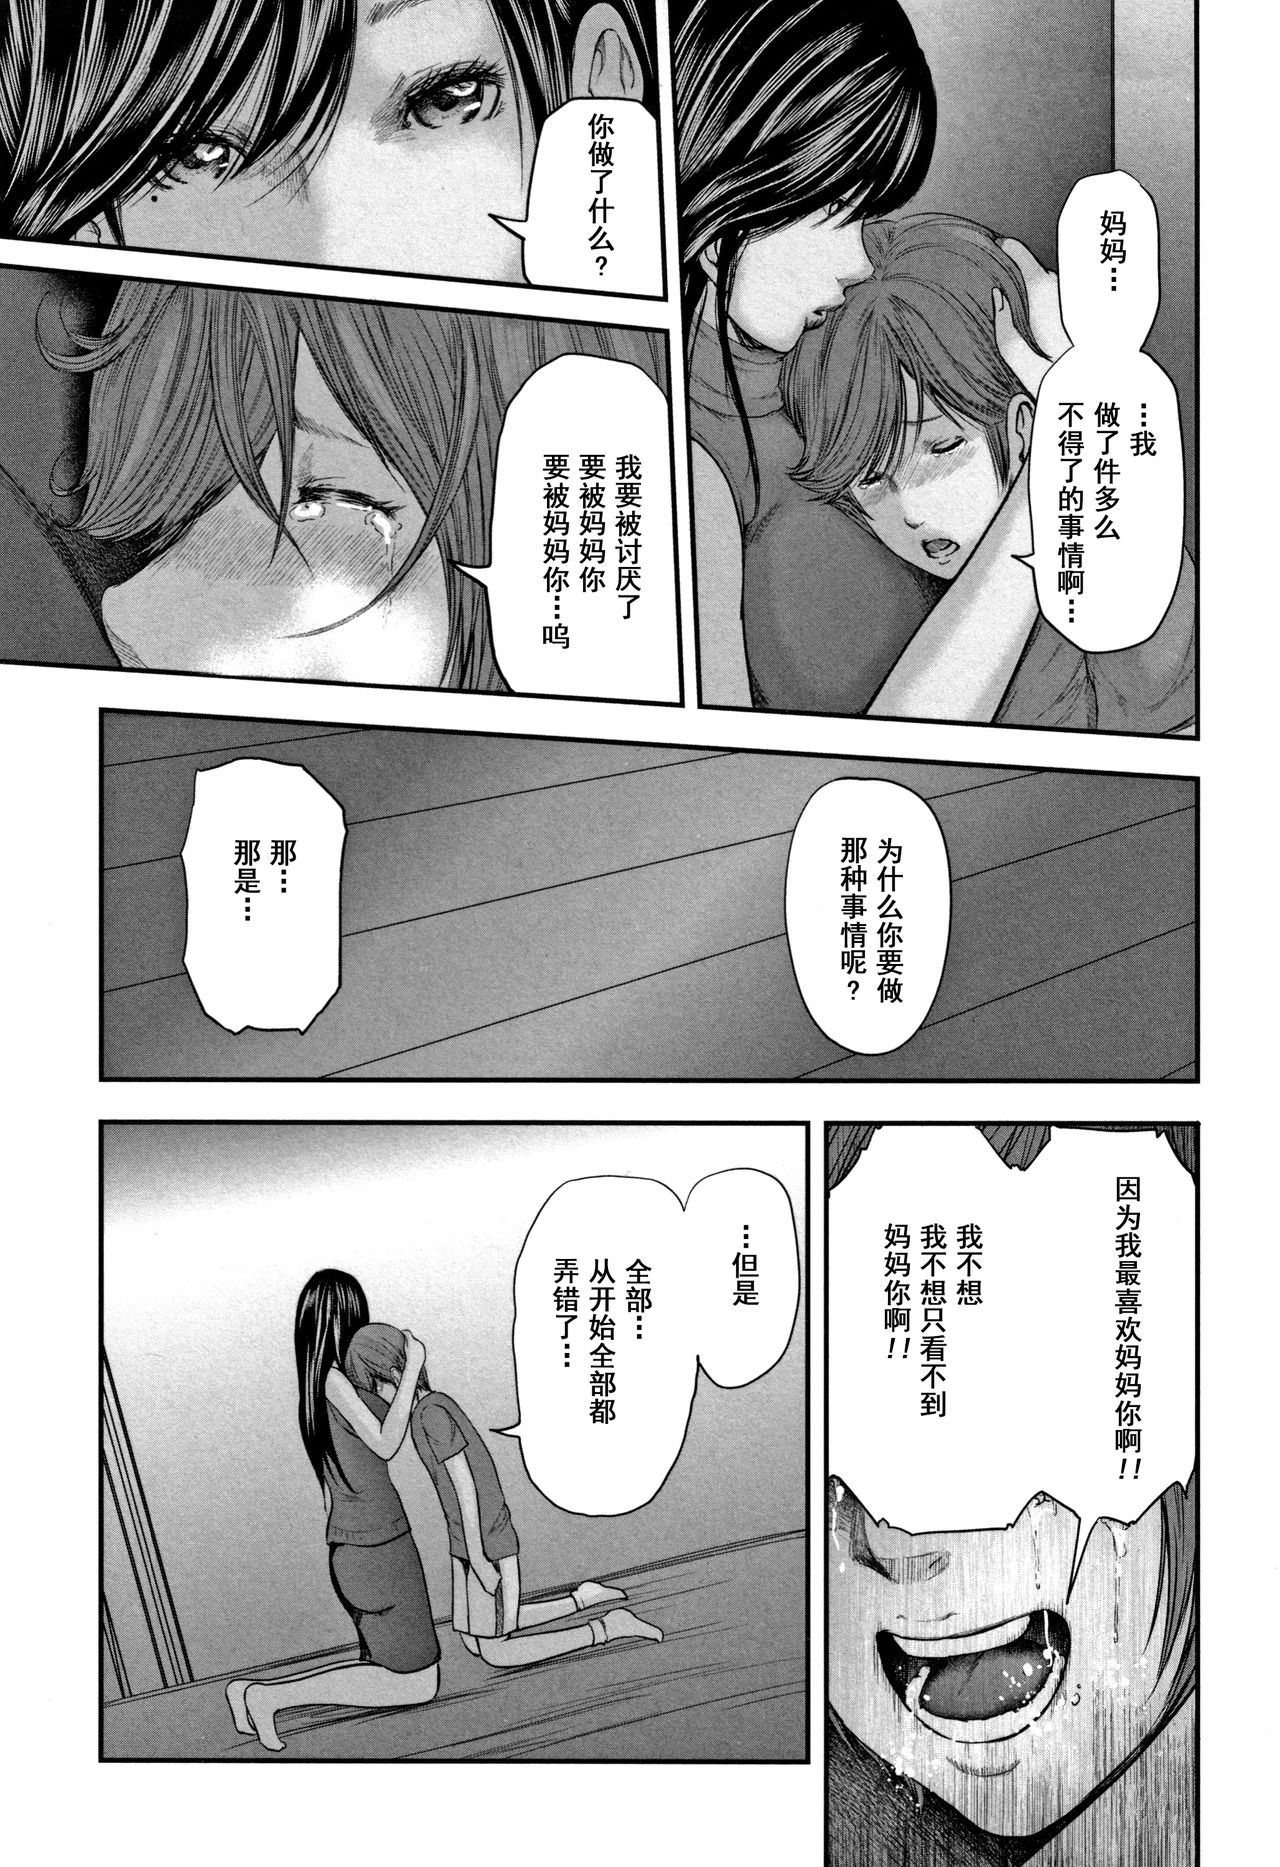 妈妈…
…我
做了件多么
不得了的事情啊…
你做了什么?
我要被讨厌了
要被妈妈你
要被妈妈你…呜
为什么你要做
那种事情呢?
那…
那是…
因为我最喜欢妈妈你啊!!
我不想
我不想只看不到
妈妈你啊!!
…但是
全部…
从开始全部都
弄错了…